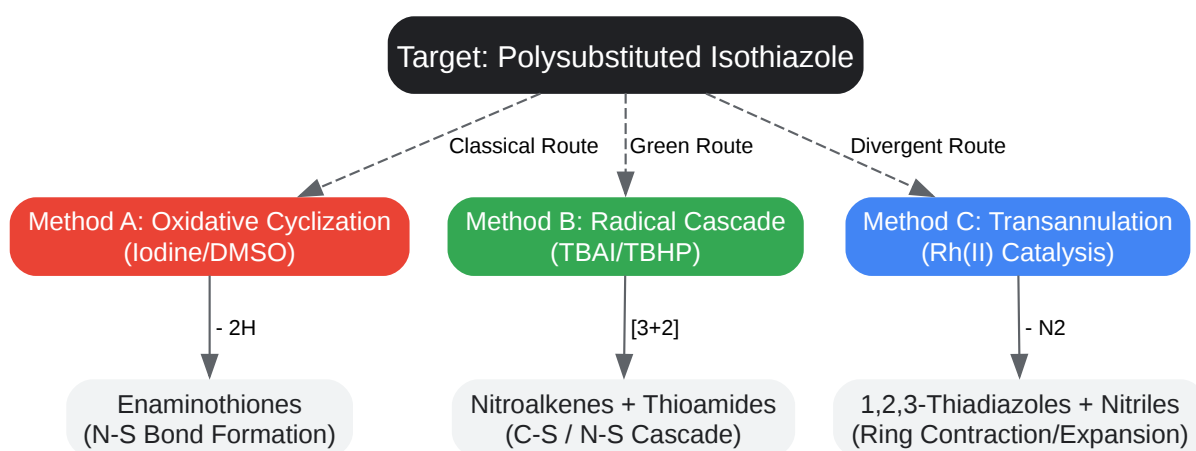 Target: Polysubstituted Isothiazole
Classical Route
Green Route
Divergent Route
Method A: Oxidative Cyclization
(Iodine/DMSO)
Method B: Radical Cascade
(TBAI/TBHP)
Method C: Transannulation
(Rh(II) Catalysis)
- 2H
[3+2]
- N2
Enaminothiones
(N-S Bond Formation)
Nitroalkenes + Thioamides
(C-S / N-S Cascade)
1,2,3-Thiadiazoles + Nitriles
(Ring Contraction/Expansion)